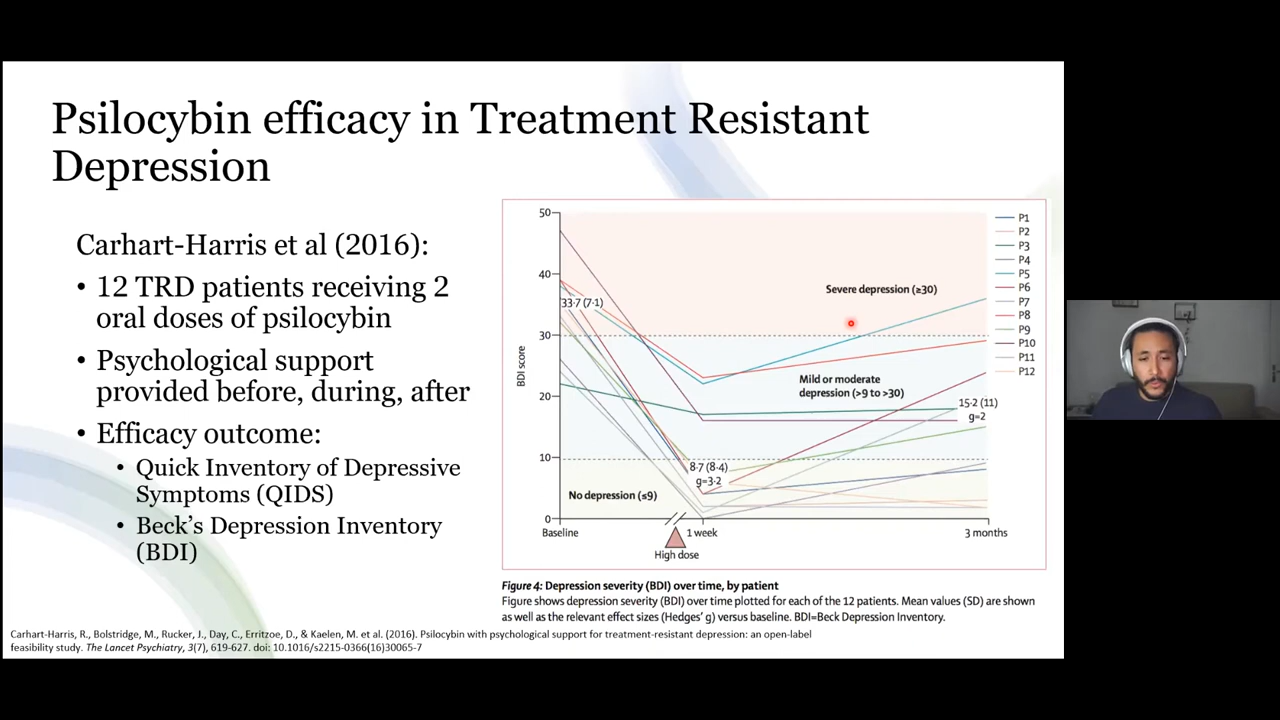 Psilocybin efficacy in Treatment Resistant
Depression
Carhart-Harris et al (2016):
• 12 TRD patients receiving 2
oral doses of psilocybin
• Psychological support
provided before, during, after
• Efficacy outcome:
• Quick Inventory of Depressive
Symptoms (QIDS)
• Beck's Depression Inventory
(BDI)
BDI score
50
40
30
20
10
0
33·7 (7·1)
Severe depression (≥30)
Mild or moderate
depression (>9 to >30)
15·2 (11)
g=2
8·7 (8·4)
g=3·2
No depression (≤9)
Baseline
1 week
3 months
High dose
P1
P2
P3
P4
P5
P6
P7
P8
P9
P10
P11
P12
Figure 4: Depression severity (BDI) over time, by patient
Figure shows depression severity (BDI) over time plotted for each of the 12 patients. Mean values (SD) are shown
as well as the relevant effect sizes (Hedges' g) versus baseline. BDI=Beck Depression Inventory.
Carhart-Harris, R., Bolstridge, M., Rucker, J., Day, C., Erritzoe, D., & Kaelen, M. et al. (2016). Psilocybin with psychological support for treatment-resistant depression: an open-label
feasibility study. The Lancet Psychiatry, 3(7), 619-627. doi: 10.1016/s2215-0366(16)30065-7